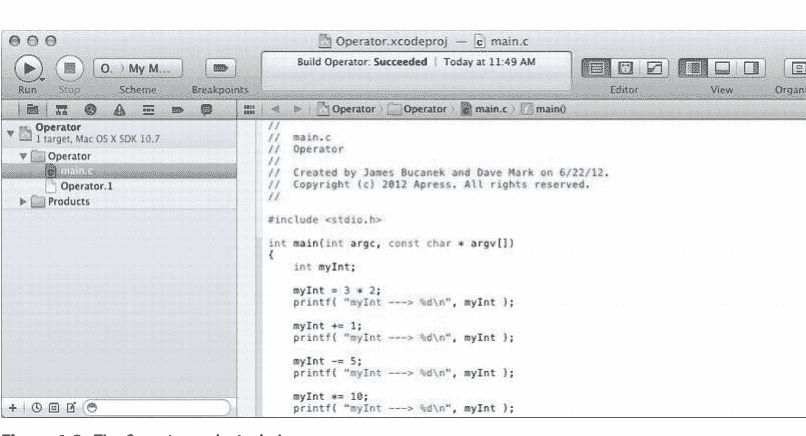 Operator.xcodeproj — main.c
Run Stop O. > My M... Scheme Breakpoints
Build Operator: Succeeded | Today at 11:49 AM
Editor View Organi
Operator > Operator > main.c > main()
Operator
1 target, Mac OS X SDK 10.7
Operator
main.c
Operator.1
Products
//
// main.c
// Operator
//
// Created by James Bucanek and Dave Mark on 6/22/12.
// Copyright (c) 2012 Apress. All rights reserved.
//
#include <stdio.h>
int main(int argc, const char * argv[])
{
int myInt;
myInt = 3 * 2;
printf( "myInt ---> %d\n", myInt );
myInt += 1;
printf( "myInt ---> %d\n", myInt );
myInt -= 5;
printf( "myInt ---> %d\n", myInt );
myInt *= 10;
printf( "myInt ---> %d\n", myInt );